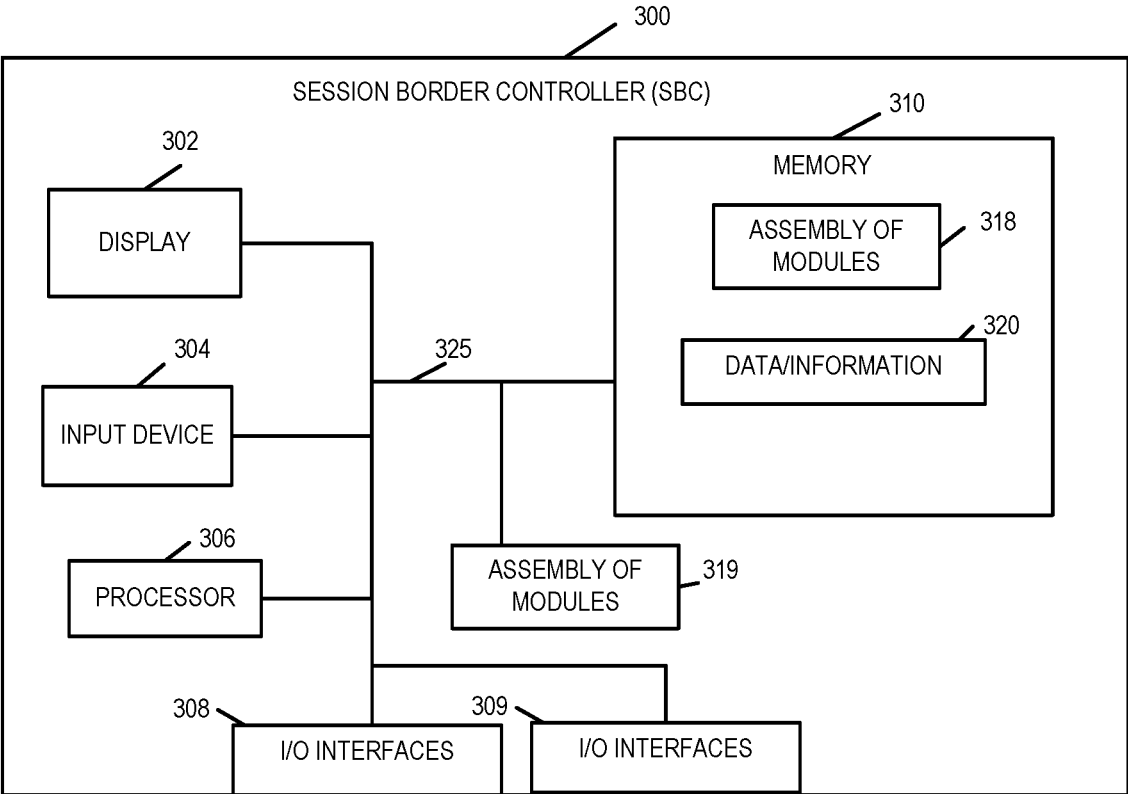 300
SESSION BORDER CONTROLLER (SBC)
302
DISPLAY
310
MEMORY
ASSEMBLY OF
MODULES
318
320
DATA/INFORMATION
304
INPUT DEVICE
325
306
PROCESSOR
ASSEMBLY OF
MODULES
319
308
I/O INTERFACES
309
I/O INTERFACES